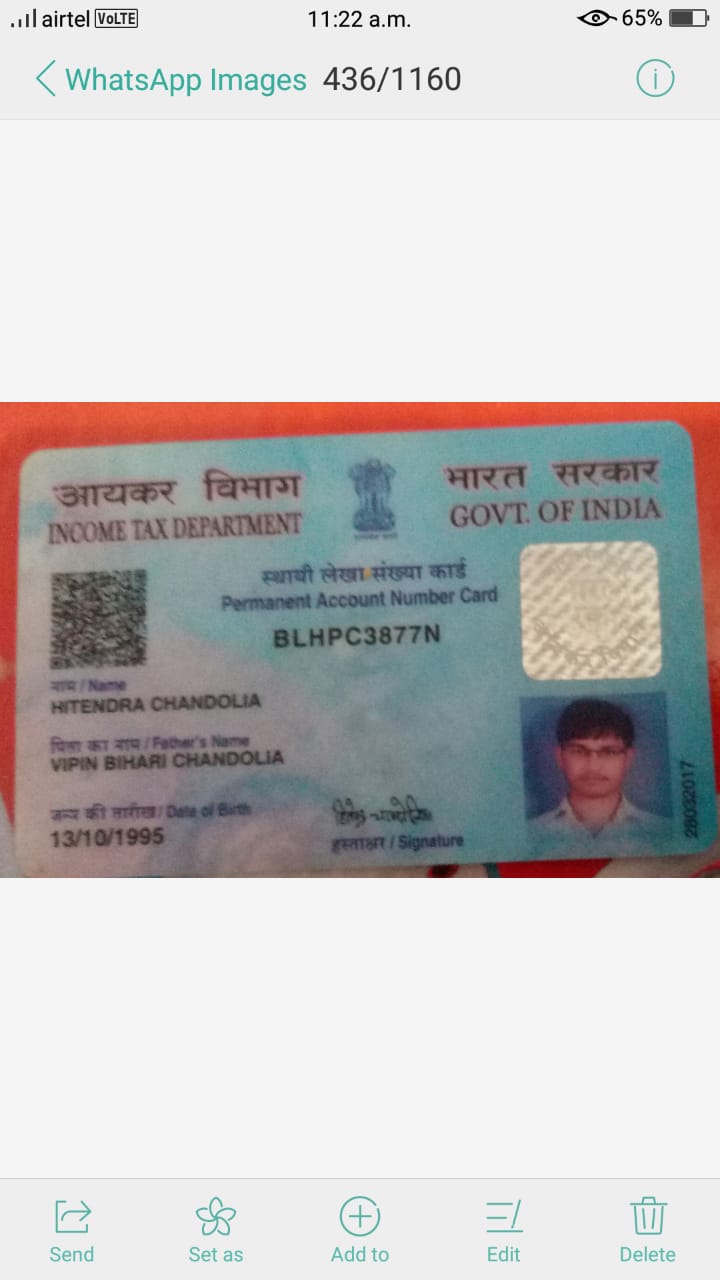 airtel VoLTE 11:22 a.m. 65%
WhatsApp Images 436/1160
आयकर विभाग
INCOME TAX DEPARTMENT
भारत सरकार
GOVT. OF INDIA
स्थायी लेखा संख्या कार्ड
Permanent Account Number Card
BLHPC3877N
नाम / Name
HITENDRA CHANDOLIA
पिता का नाम / Father's Name
VIPIN BIHARI CHANDOLIA
जन्म की तारीख / Date of Birth
13/10/1995
हस्ताक्षर / Signature
28032017
Send Set as Add to Edit Delete